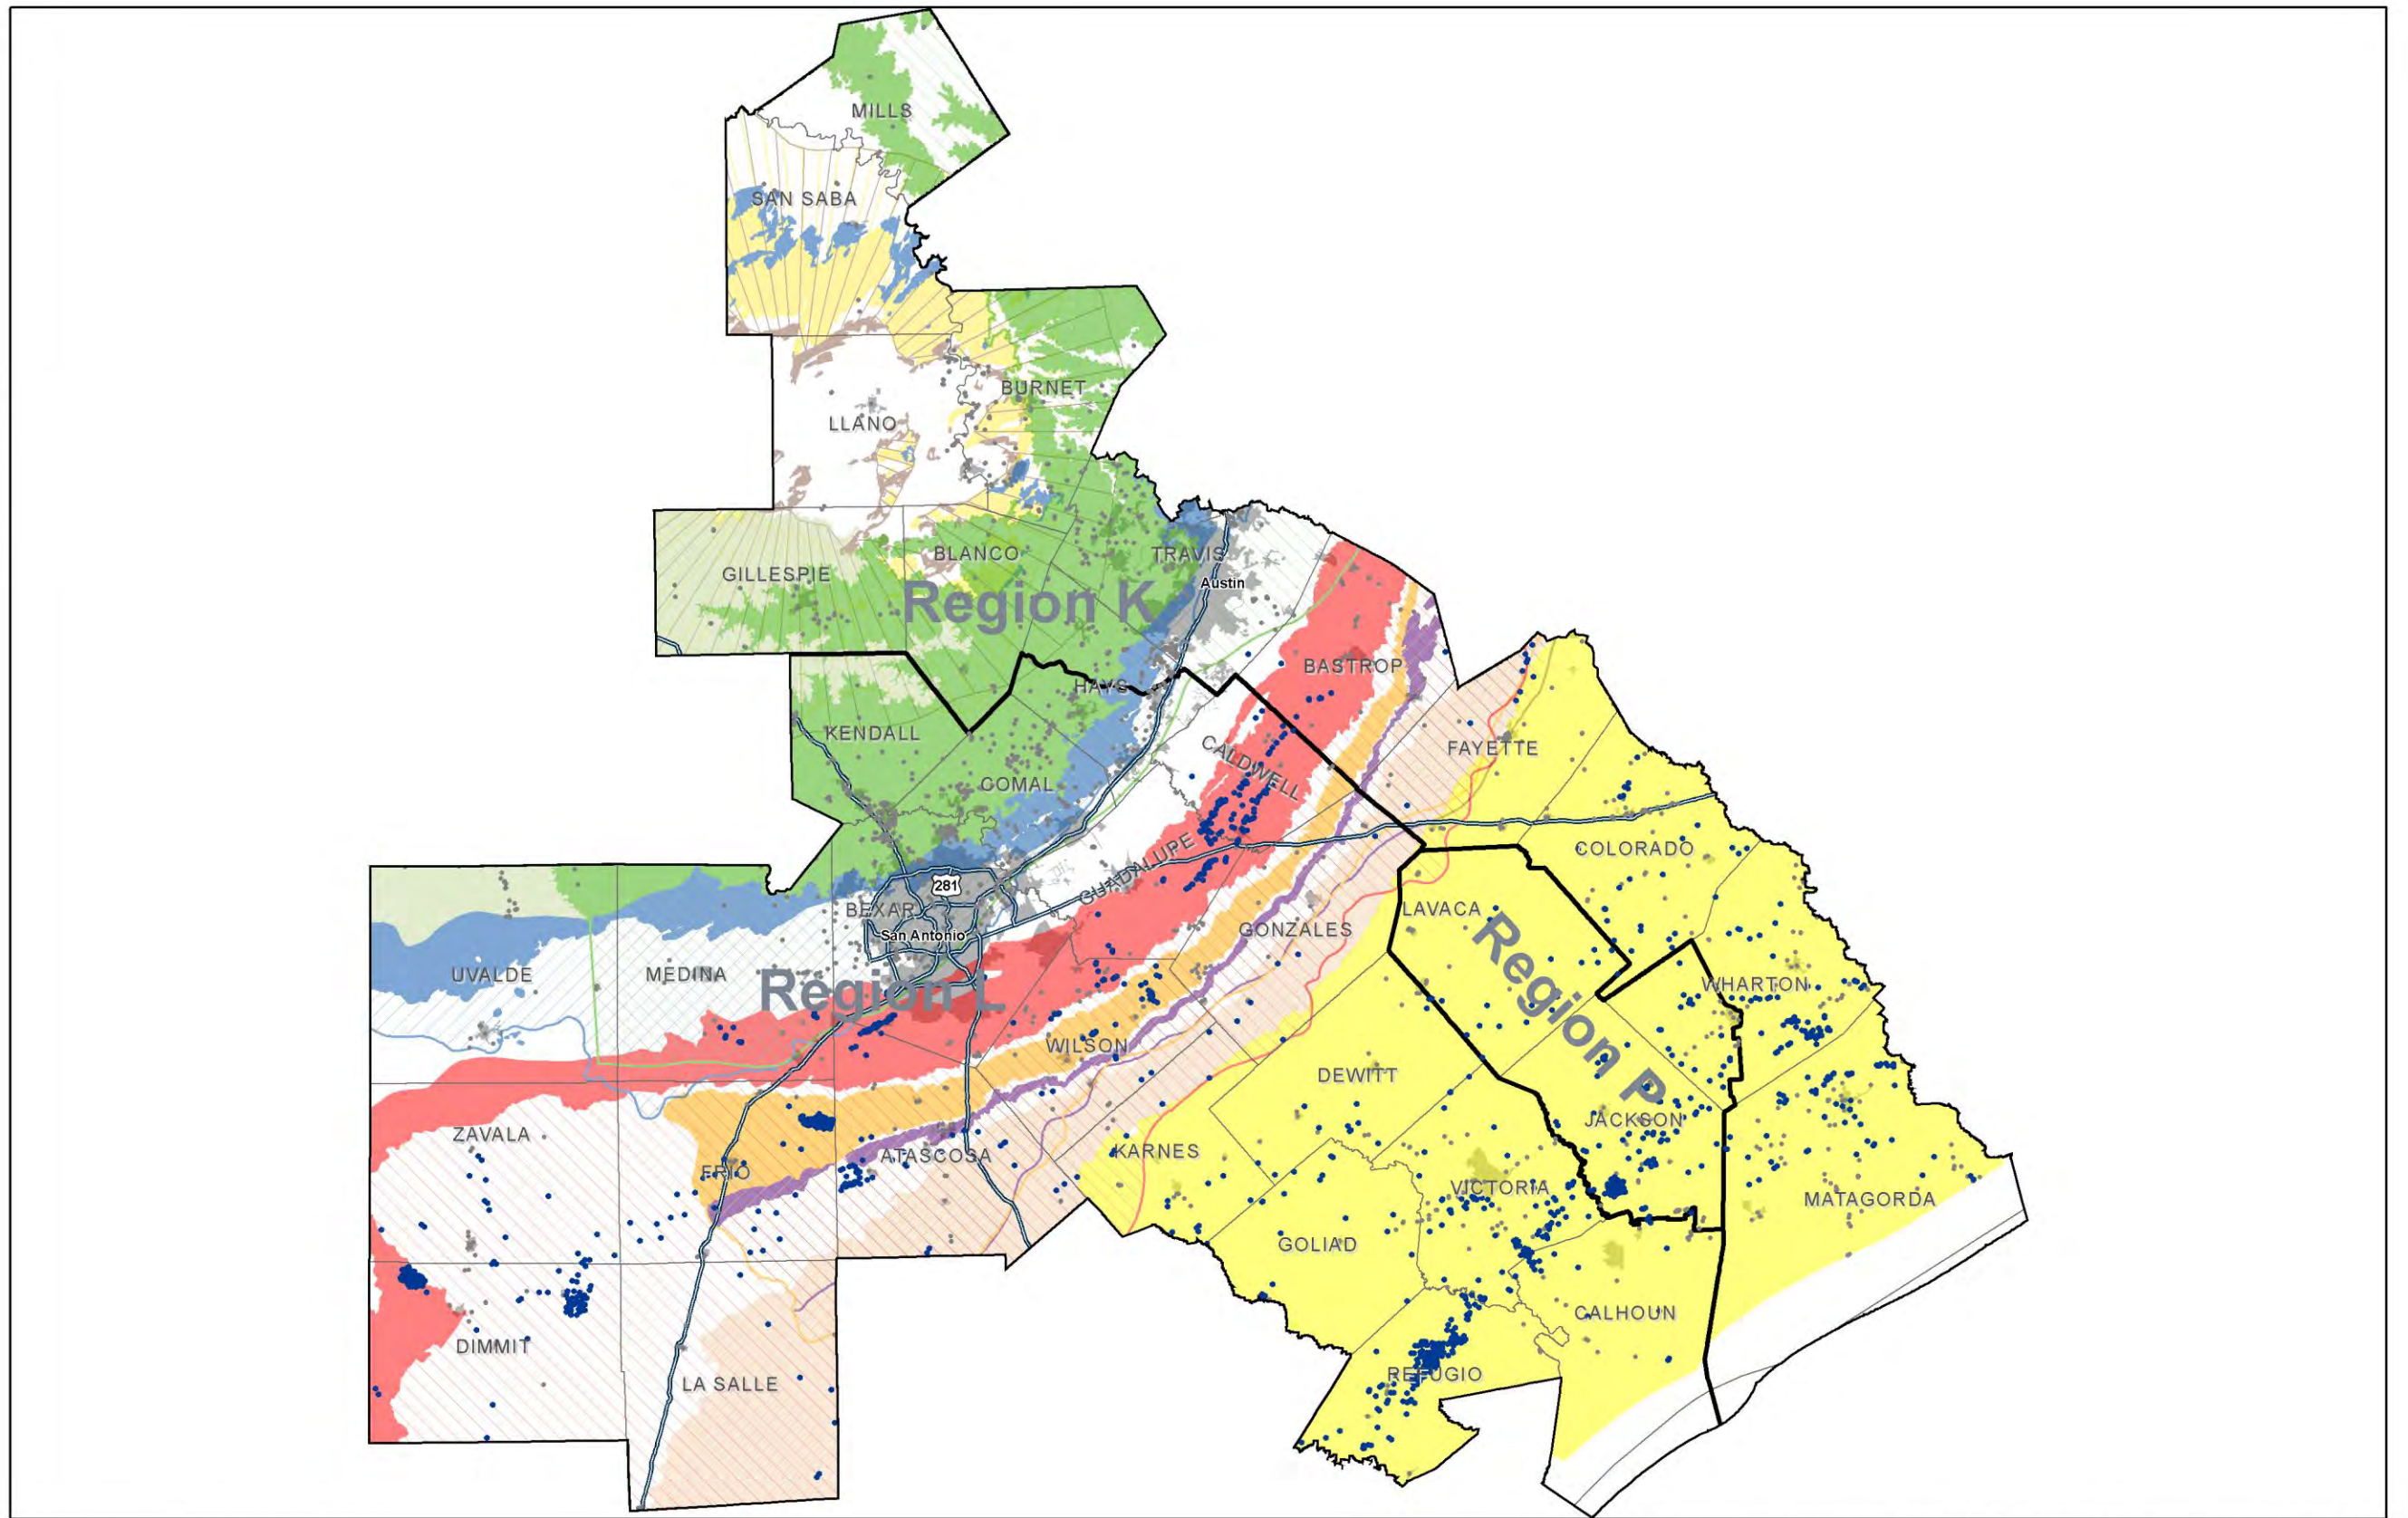 MILLS
SAN SABA
BURNET
LLANO
BLANCO
TRAVIS
GILLESPIE
Austin
Region K
BASTROP
HAYS
KENDALL
CALDWELL
FAYETTE
COMAL
GUADALUPE
COLORADO
281
BEXAR
LAVACA
San Antonio
GONZALES
UVALDE
MEDINA
Region L
Region P
WHARTON
WILSON
DEWITT
ZAVALA
JACKSON
KARNES
ATASCOSA
FRIO
VICTORIA
MATAGORDA
GOLIAD
CALHOUN
DIMMIT
REFUGIO
LA SALLE